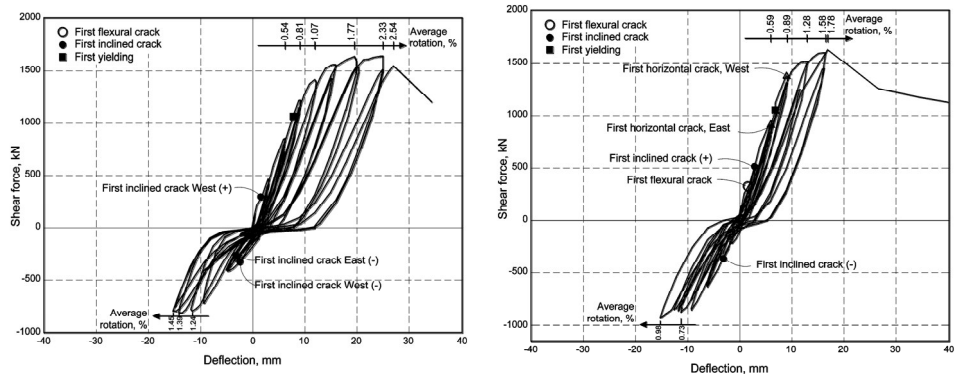 First flexural crack
First inclined crack
First yielding
0.54
0.81
1.07
1.77
2.33
2.54
Average
rotation, %
2000
1500
1000
500
0
-500
-1000
Shear force, kN
First inclined crack West (+)
First inclined crack East (-)
First inclined crack West (-)
Average
rotation, %
1.45
1.39
1.24
-40
-30
-20
-10
0
10
20
30
40
Deflection, mm
First flexural crack
First inclined crack
First yielding
0.59
0.89
1.28
1.58
1.78
Average
rotation, %
2000
1500
1000
500
0
-500
-1000
Shear force, kN
First horizontal crack, West
First horizontal crack, East
First inclined crack (+)
First flexural crack
First inclined crack (-)
Average
rotation, %
0.98
0.73
-40
-30
-20
-10
0
10
20
30
40
Deflection, mm